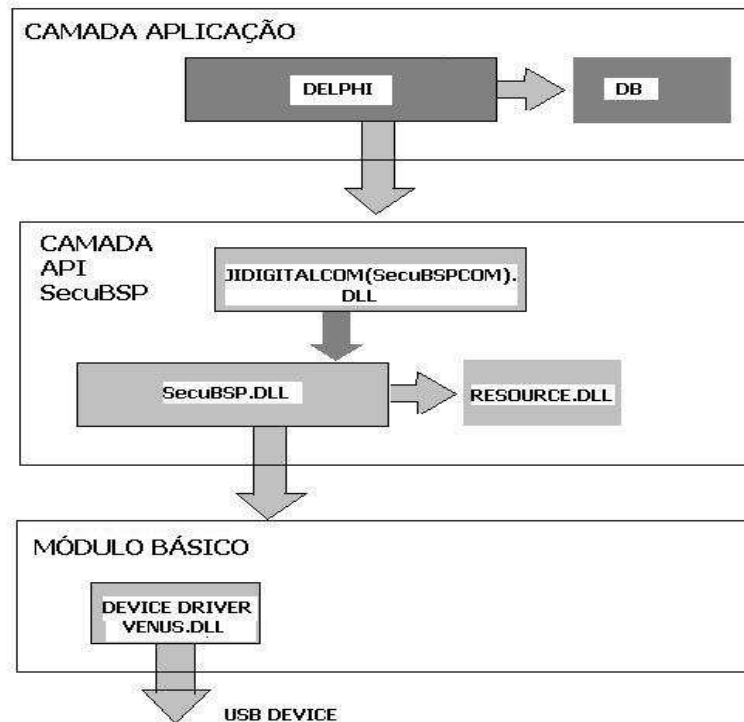 CAMADA APLICAÇÃO
DELPHI
DB
CAMADA
API
SecuBSP
JIDIGITALCOM(SecuBSPCOM).
DLL
SecuBSP.DLL
RESOURCE.DLL
MÓDULO BÁSICO
DEVICE DRIVER
VENUS.DLL
USB DEVICE